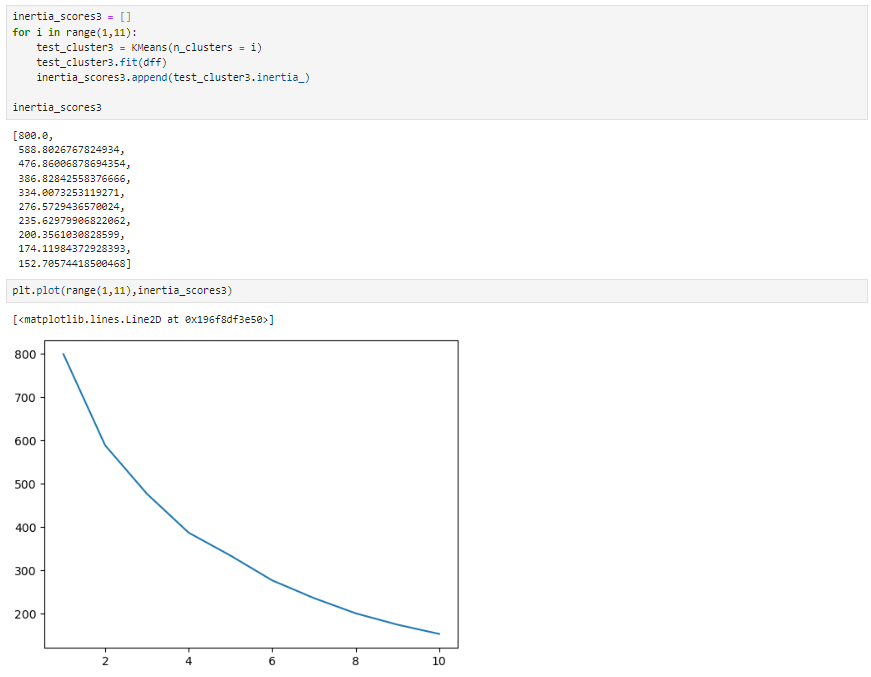 inertia_scores3 = []
for i in range(1,11):
    test_cluster3 = KMeans(n_clusters = i)
    test_cluster3.fit(dff)
    inertia_scores3.append(test_cluster3.inertia_)
inertia_scores3
[800.0,
 588.8026767824934,
 476.86006878694354,
 386.82842558376666,
 334.0073253119271,
 276.5729436570024,
 235.62979906822062,
 200.3561030828599,
 174.11984372928393,
 152.70574418500468]
plt.plot(range(1,11),inertia_scores3)
[<matplotlib.lines.Line2D at 0x196f8df3e50>]
800
700
600
500
400
300
200
2 4 6 8 10